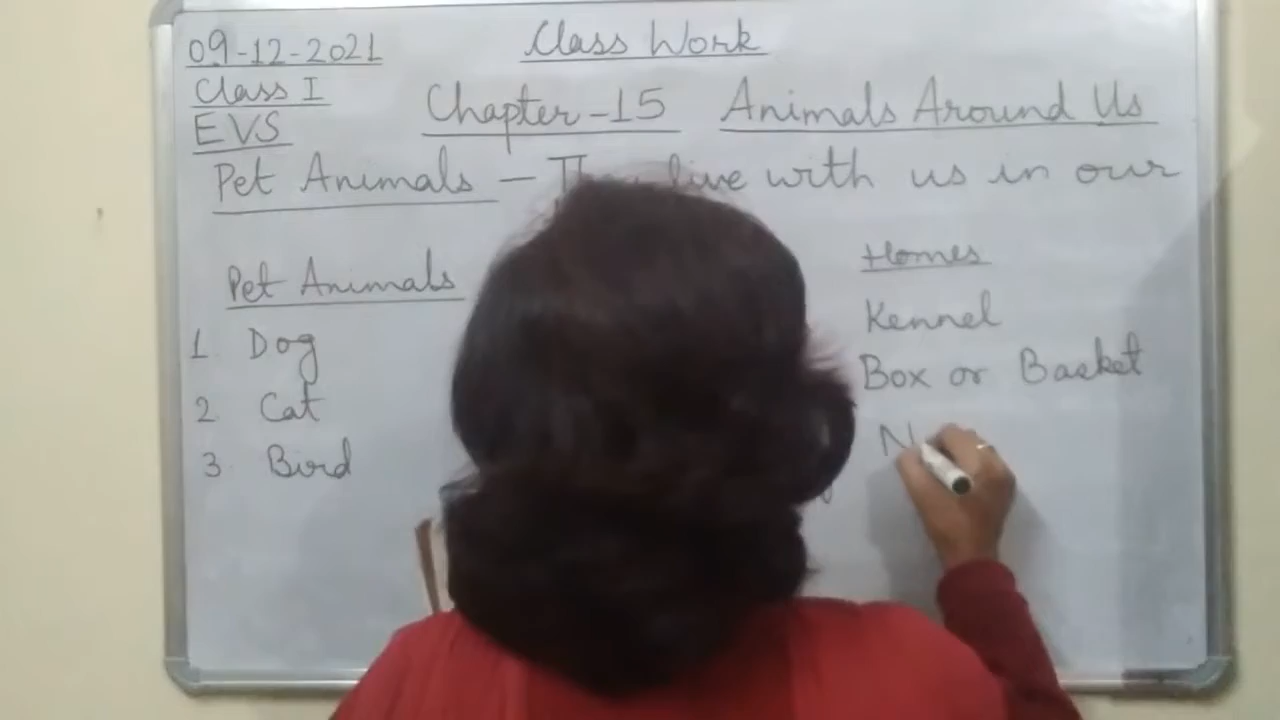 09-12-2021 Class Work
Class I
Chapter-15 Animals Around Us
EVS
Pet Animals – They live with us in our
Homes
Pet Animals
Kennel
1 Dog
Box or Basket
2 Cat
N
3 Bird